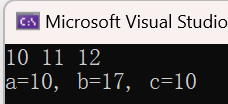 Microsoft Visual Studio
10 11 12
a=10, b=17, c=10